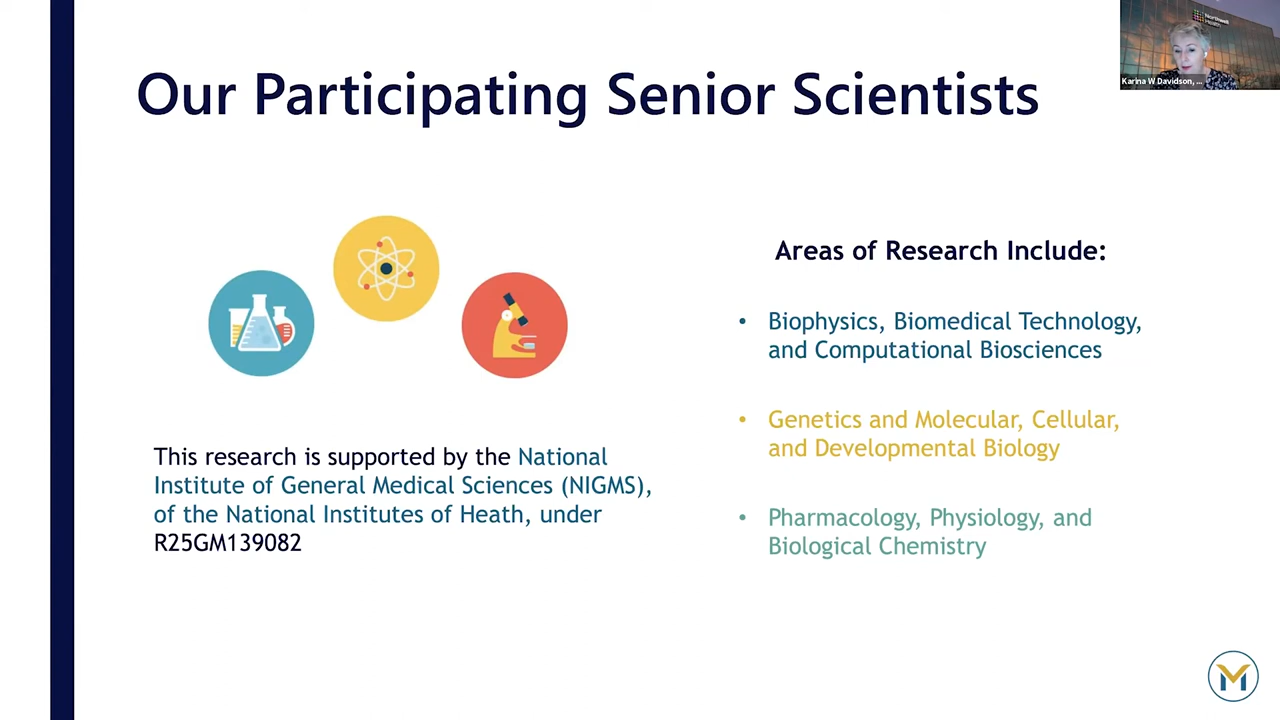 Our Participating Senior Scientists
Northwell
Health
Karina W Davidson, ...
Areas of Research Include:
• Biophysics, Biomedical Technology,
and Computational Biosciences
• Genetics and Molecular, Cellular,
and Developmental Biology
• Pharmacology, Physiology, and
Biological Chemistry
This research is supported by the National
Institute of General Medical Sciences (NIGMS),
of the National Institutes of Heath, under
R25GM139082
M